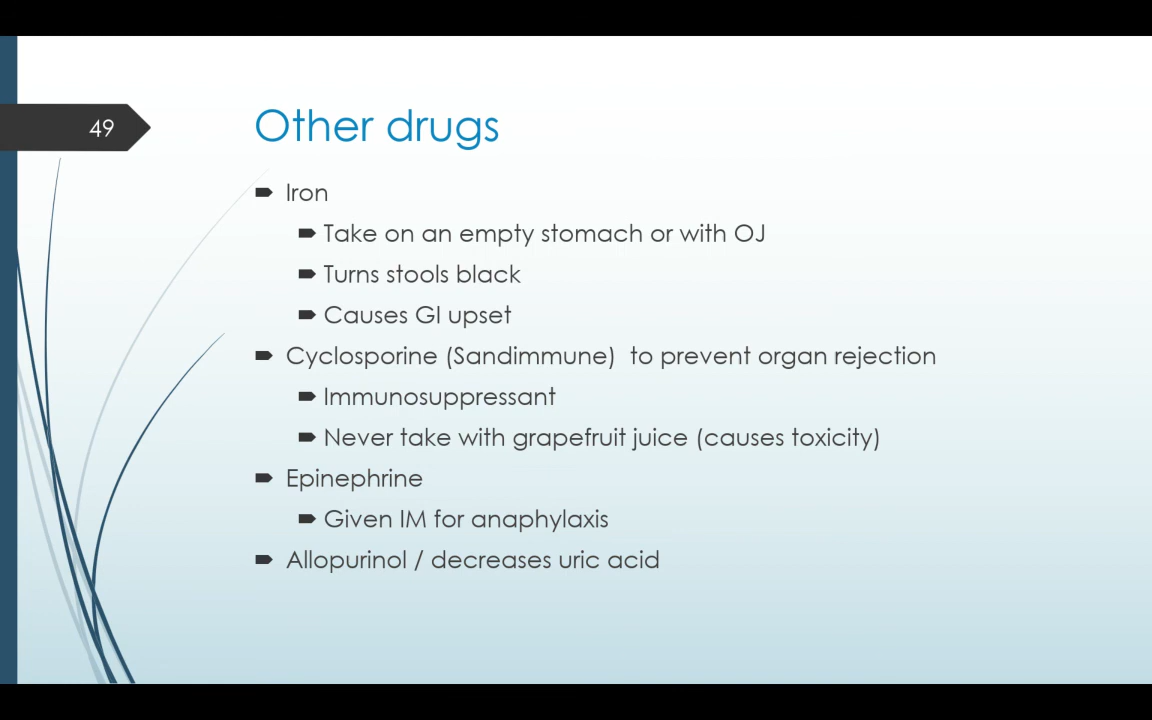 49
Other drugs
Iron
Take on an empty stomach or with OJ
Turns stools black
Causes GI upset
Cyclosporine (Sandimmune)  to prevent organ rejection
Immunosuppressant
Never take with grapefruit juice (causes toxicity)
Epinephrine
Given IM for anaphylaxis
Allopurinol / decreases uric acid